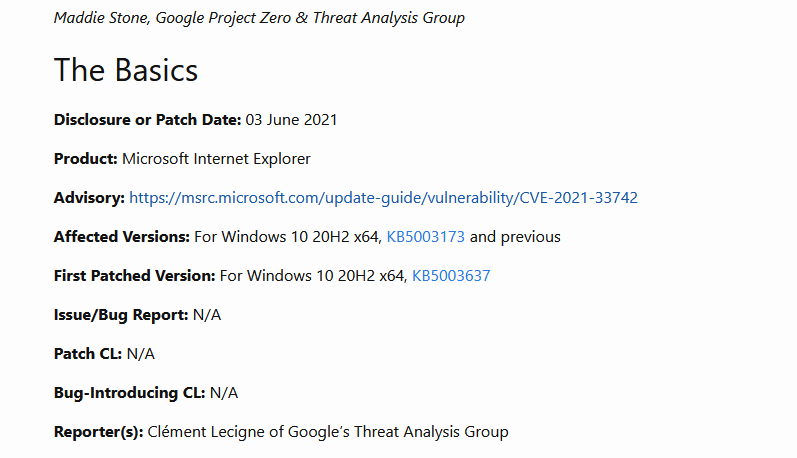 Maddie Stone, Google Project Zero & Threat Analysis Group
The Basics
Disclosure or Patch Date: 03 June 2021
Product: Microsoft Internet Explorer
Advisory: https://msrc.microsoft.com/update-guide/vulnerability/CVE-2021-33742
Affected Versions: For Windows 10 20H2 x64, KB5003173 and previous
First Patched Version: For Windows 10 20H2 x64, KB5003637
Issue/Bug Report: N/A
Patch CL: N/A
Bug-Introducing CL: N/A
Reporter(s): Clément Lecigne of Google’s Threat Analysis Group